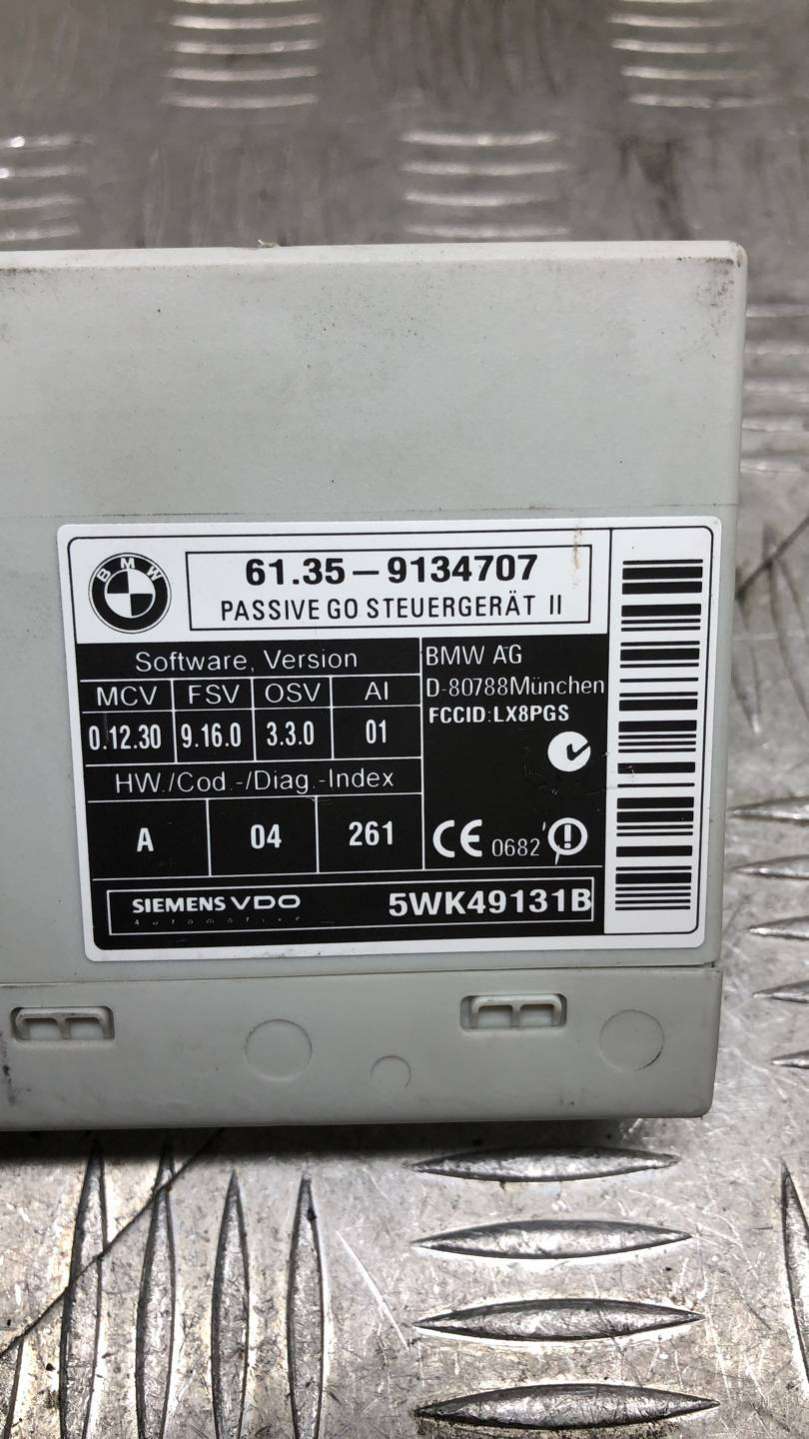 BMW
61.35-9134707
PASSIVE GO STEUERGERÄT II
Software, Version
MCV FSV OSV AI
0.12.30 9.16.0 3.3.0 01
HW./Cod.-/Diag.-Index
A 04 261
BMW AG
D-80788München
FCCID:LX8PGS
CE 0682 !
SIEMENS VDO
Automotive
5WK49131B